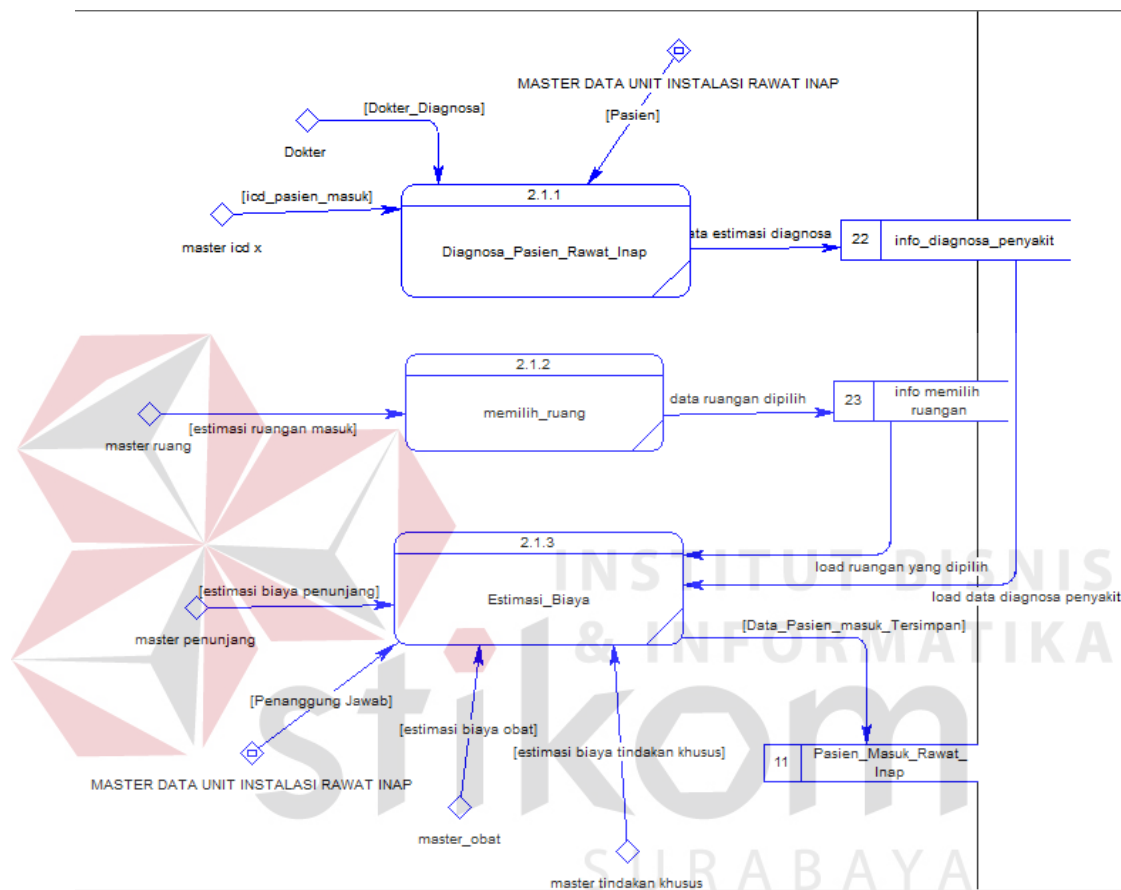 MASTER DATA UNIT INSTALASI RAWAT INAP
[Dokter_Diagnosa]
[Pasien]
Dokter
2.1.1
[icd_pasien_masuk]
master icd x
Diagnosa_Pasien_Rawat_Inap
ata estimasi diagnosa
22
info_diagnosa_penyakit
2.1.2
memilih_ruang
data ruangan dipilih
23
info memilih
ruangan
[estimasi ruangan masuk]
master ruang
2.1.3
Estimasi_Biaya
load ruangan yang dipilih
load data diagnosa penyakit
[estimasi biaya penunjang]
master penunjang
[Data_Pasien_masuk_Tersimpan]
[Penanggung Jawab]
[estimasi biaya obat]
[estimasi biaya tindakan khusus]
11
Pasien_Masuk_Rawat_
Inap
MASTER DATA UNIT INSTALASI RAWAT INAP
master_obat
master tindakan khusus
INSTITUT BISNIS
& INFORMATIKA
stikom
SURABAYA